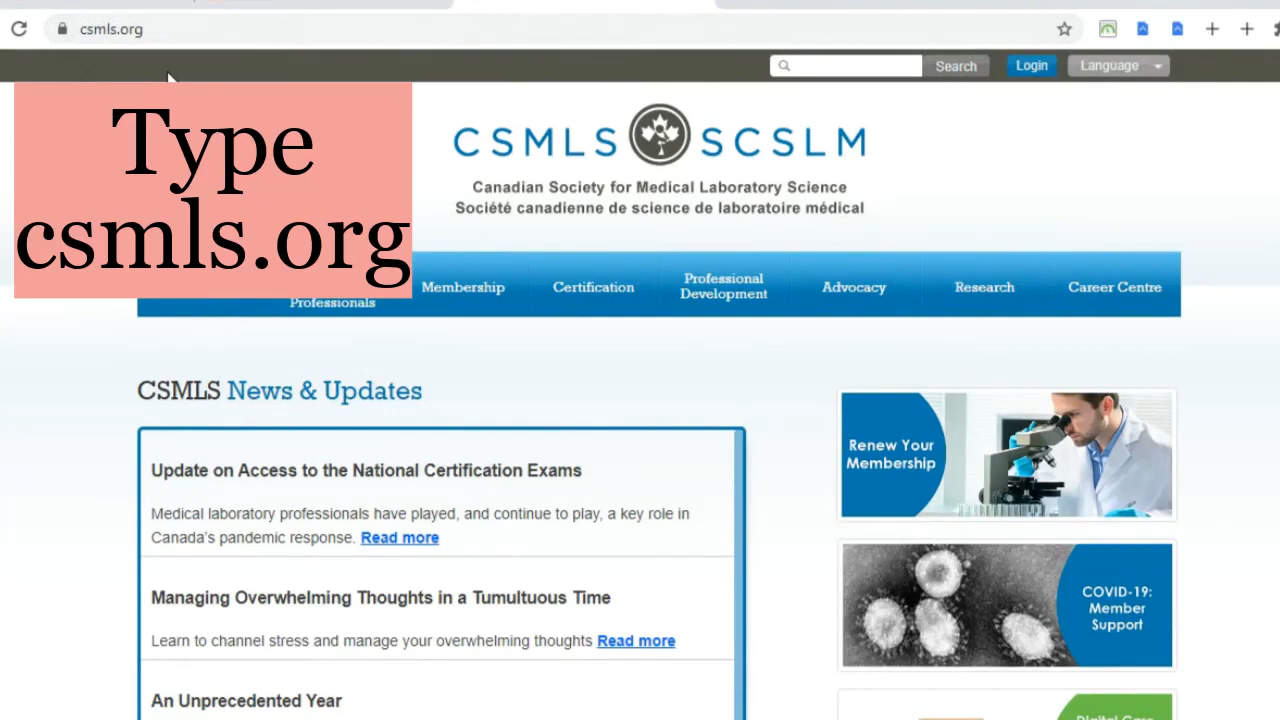 csmls.org
Search
Login
Language
Type
csmls.org
CSMLS SCSLM
Canadian Society for Medical Laboratory Science
Société canadienne de science de laboratoire médical
Professionals
Membership
Certification
Professional
Development
Advocacy
Research
Career Centre
CSMLS News & Updates
Update on Access to the National Certification Exams
Medical laboratory professionals have played, and continue to play, a key role in
Canada's pandemic response. Read more
Managing Overwhelming Thoughts in a Tumultuous Time
Learn to channel stress and manage your overwhelming thoughts Read more
An Unprecedented Year
Renew Your
Membership
COVID-19:
Member
Support
Digital Care